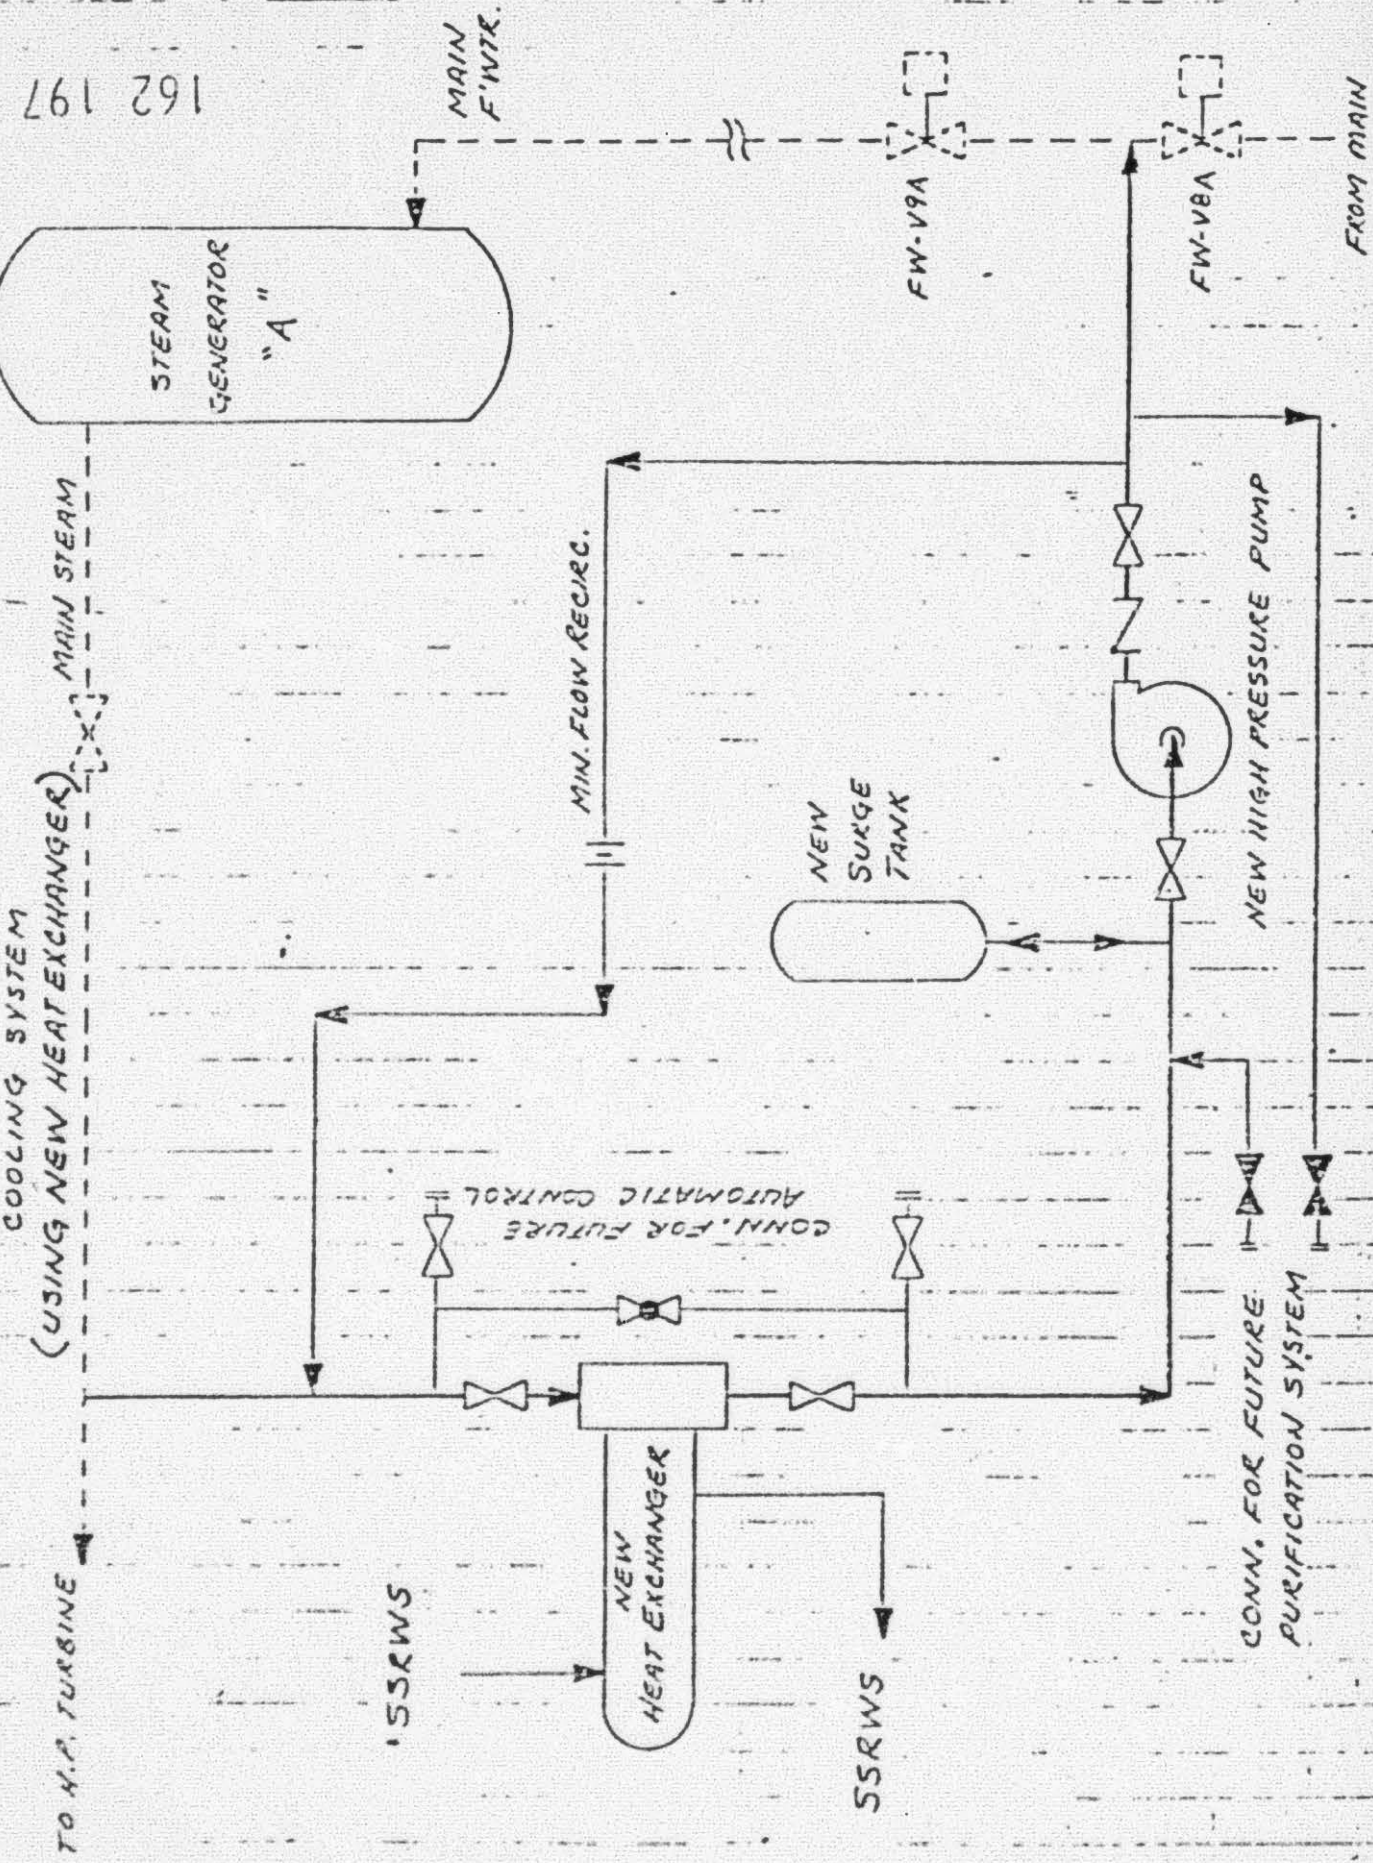 COOLING SYSTEM
(USING NEW HEAT EXCHANGER)
162 197
TO H.P. TURBINE
MAIN STEAM
STEAM
GENERATOR
"A"
MAIN
F'WTR.
SSRWS
MIN. FLOW RECIRC.
CONN. FOR FUTURE
AUTOMATIC CONTROL
NEW
HEAT EXCHANGER
NEW
SURGE
TANK
SSRWS
FW-V9A
FW-V8A
NEW HIGH PRESSURE PUMP
CONN. FOR FUTURE
PURIFICATION SYSTEM
FROM MAIN